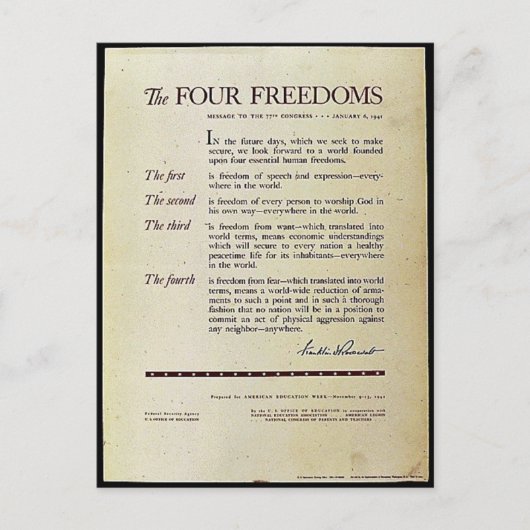 The FOUR FREEDOMS
MESSAGE TO THE 77TH CONGRESS · · · JANUARY 6, 1941
IN the future days, which we seek to make
secure, we look forward to a world founded
upon four essential human freedoms.
The first is freedom of speech and expression—every-
where in the world.
The second is freedom of every person to worship God in
his own way—everywhere in the world.
The third is freedom from want—which translated into
world terms, means economic understandings
which will secure to every nation a healthy
peacetime life for its inhabitants—everywhere
in the world.
The fourth is freedom from fear—which translated into world
terms, means a world-wide reduction of arma-
ments to such a point and in such a thorough
fashion that no nation will be in a position to
commit an act of physical aggression against
any neighbor—anywhere.
Franklin D Roosevelt
Prepared for AMERICAN EDUCATION WEEK—November 9-15, 1941
Federal Security Agency
U.S. OFFICE OF EDUCATION
By the U. S. OFFICE OF EDUCATION in cooperation with
NATIONAL EDUCATION ASSOCIATION . . . AMERICAN LEGION
. . . NATIONAL CONGRESS OF PARENTS AND TEACHERS